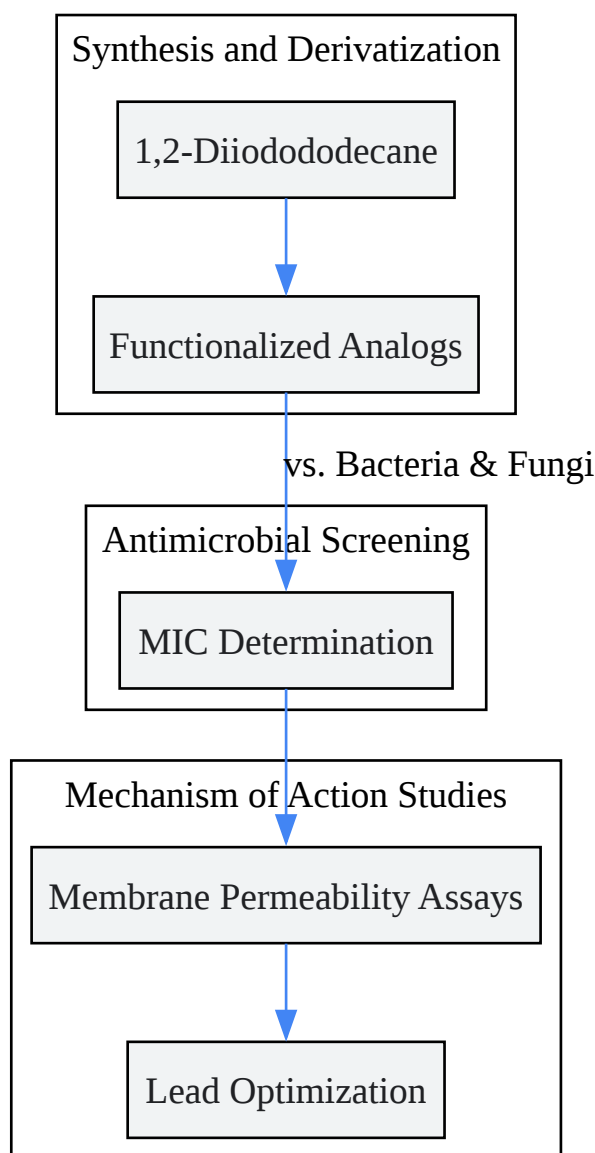 Synthesis and Derivatization
1,2-Diiodododecane
Functionalized Analogs
vs. Bacteria & Fungi
Antimicrobial Screening
MIC Determination
Mechanism of Action Studies
Membrane Permeability Assays
Lead Optimization